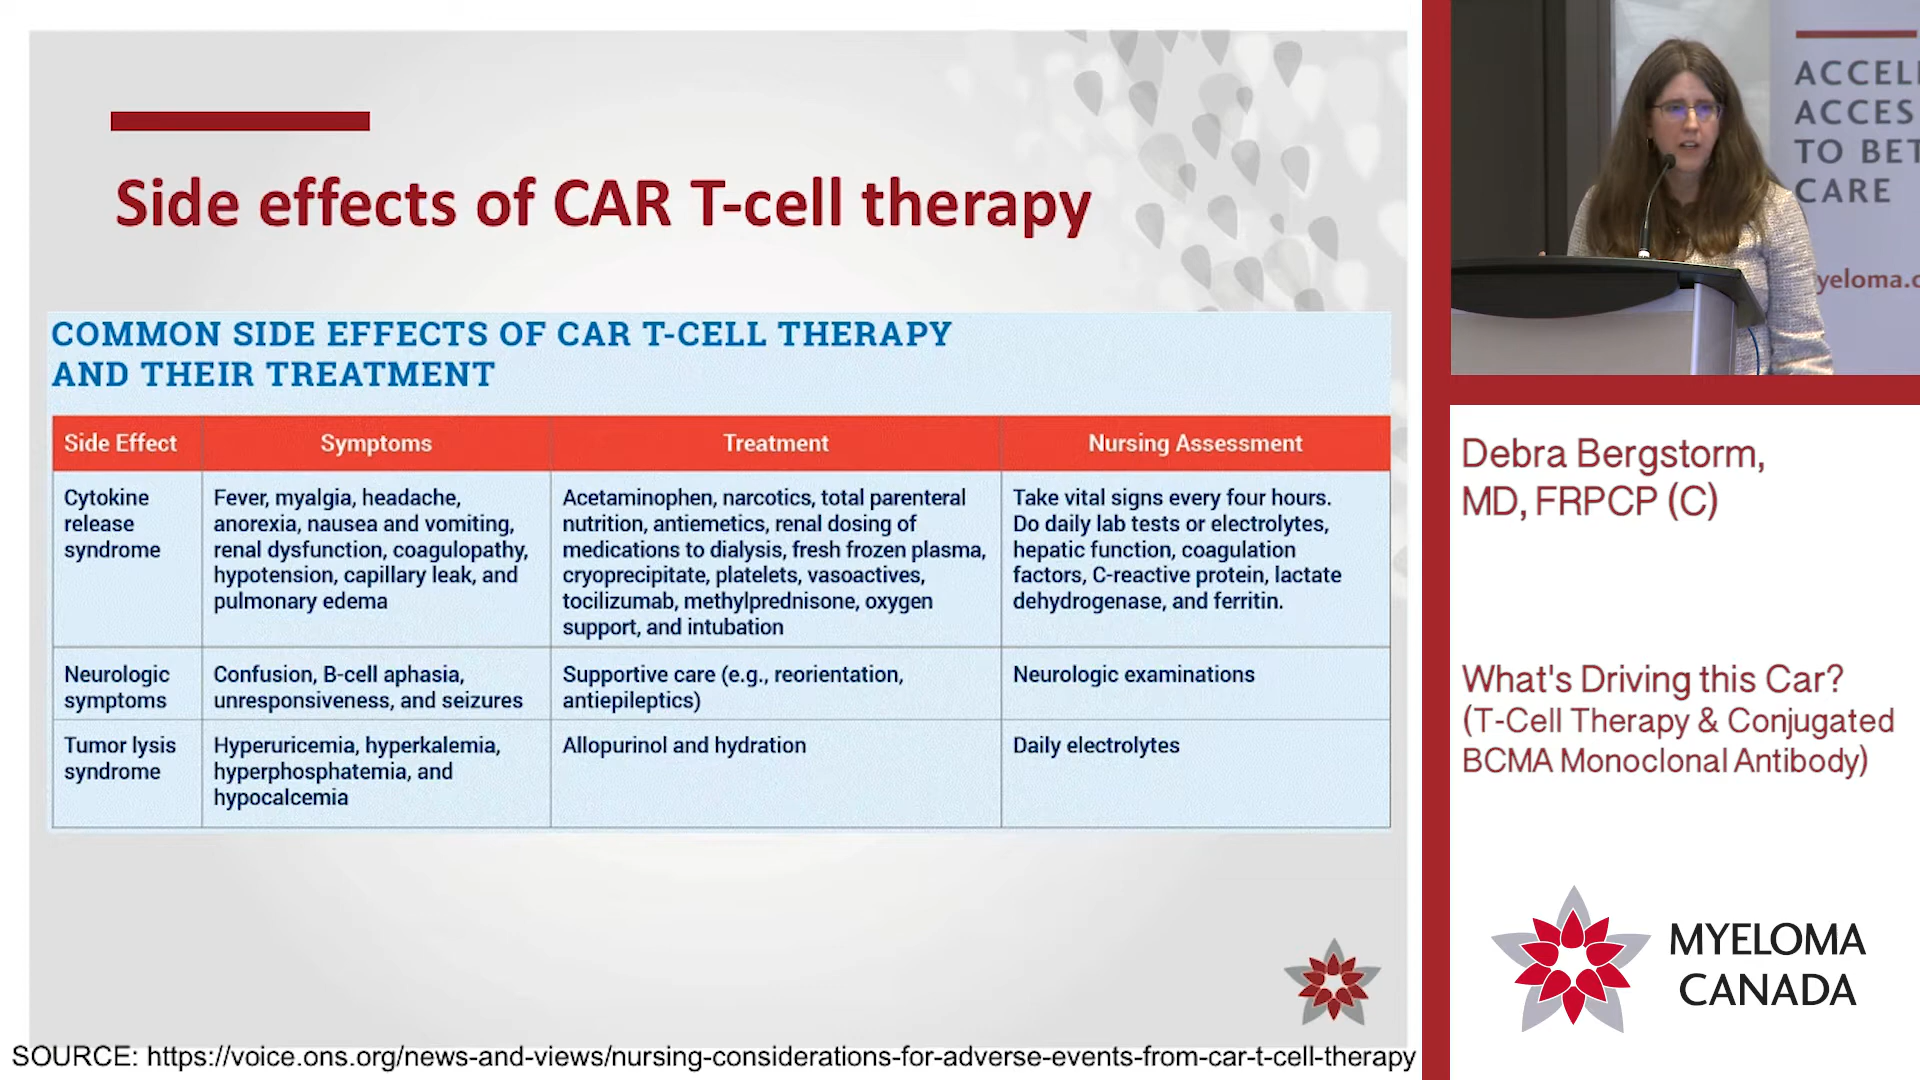 Side effects of CAR T-cell therapy
COMMON SIDE EFFECTS OF CAR T-CELL THERAPY
AND THEIR TREATMENT
Side Effect
Symptoms
Treatment
Nursing Assessment
Cytokine
release
syndrome
Fever, myalgia, headache,
anorexia, nausea and vomiting,
renal dysfunction, coagulopathy,
hypotension, capillary leak, and
pulmonary edema
Acetaminophen, narcotics, total parenteral
nutrition, antiemetics, renal dosing of
medications to dialysis, fresh frozen plasma,
cryoprecipitate, platelets, vasoactives,
tocilizumab, methylprednisone, oxygen
support, and intubation
Take vital signs every four hours.
Do daily lab tests or electrolytes,
hepatic function, coagulation
factors, C-reactive protein, lactate
dehydrogenase, and ferritin.
Neurologic
symptoms
Confusion, B-cell aphasia,
unresponsiveness, and seizures
Supportive care (e.g., reorientation,
antiepileptics)
Neurologic examinations
Tumor lysis
syndrome
Hyperuricemia, hyperkalemia,
hyperphosphatemia, and
hypocalcemia
Allopurinol and hydration
Daily electrolytes
SOURCE: https://voice.ons.org/news-and-views/nursing-considerations-for-adverse-events-from-car-t-cell-therapy
ACCEL
ACCES
TO BET
CARE
yeloma.c
Debra Bergstorm,
MD, FRPCP (C)
What's Driving this Car?
(T-Cell Therapy & Conjugated
BCMA Monoclonal Antibody)
MYELOMA
CANADA